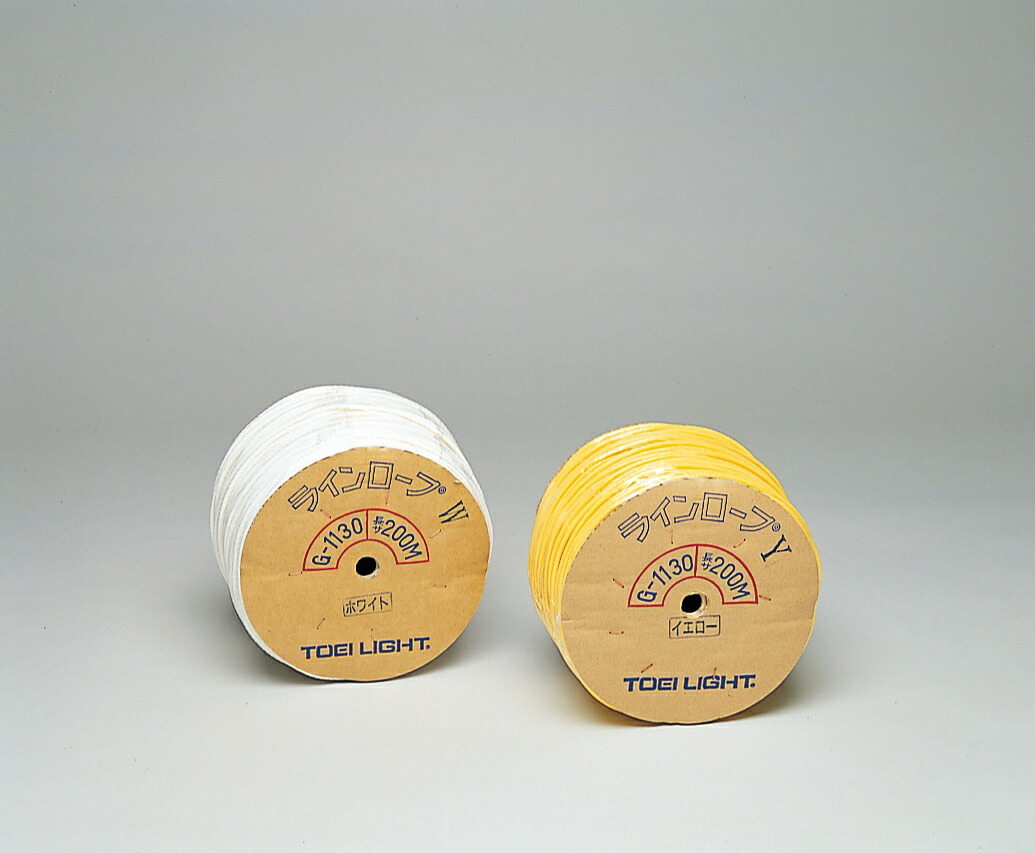 ラインロープ® W
G-1130 長サ200M
ホワイト
TOEI LIGHT.
ラインロープ® Y
G-1130 長サ200M
イエロー
TOEI LIGHT.